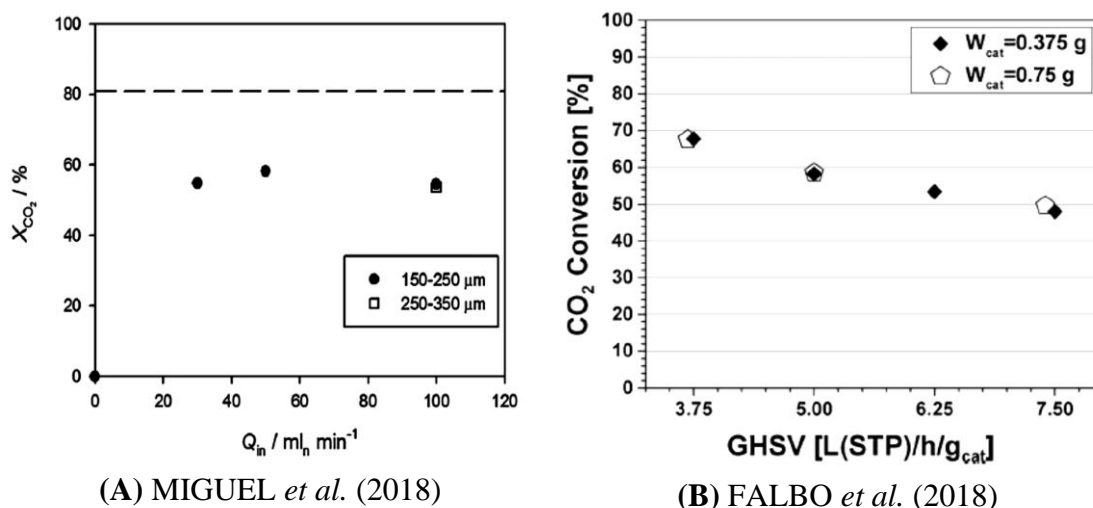 100
80
60
40
20
0
0 20 40 60 80 100 120
X_CO₂ / %
Q_in / ml_n min⁻¹
150-250 μm
250-350 μm
(A) MIGUEL et al. (2018)
100
90
80
70
60
50
40
30
20
10
0
3.75 5.00 6.25 7.50
CO₂ Conversion [%]
GHSV [L(STP)/h/g_cat]
W_cat=0.375 g
W_cat=0.75 g
(B) FALBO et al. (2018)